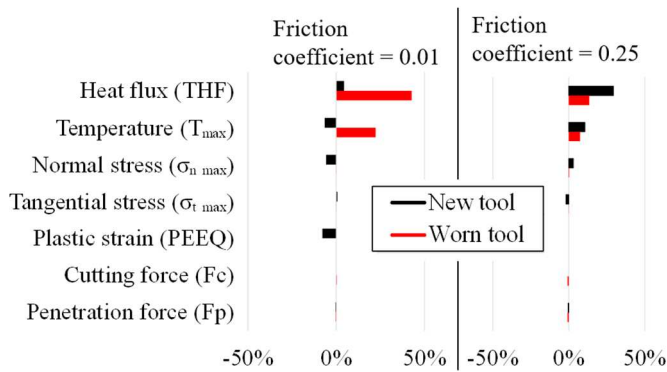 Friction
coefficient = 0.01
Friction
coefficient = 0.25
Heat flux (THF)
Temperature (Tmax)
Normal stress (σn max)
Tangential stress (σt max)
Plastic strain (PEEQ)
Cutting force (Fc)
Penetration force (Fp)
New tool
Worn tool
-50% 0% 50% -50% 0% 50%